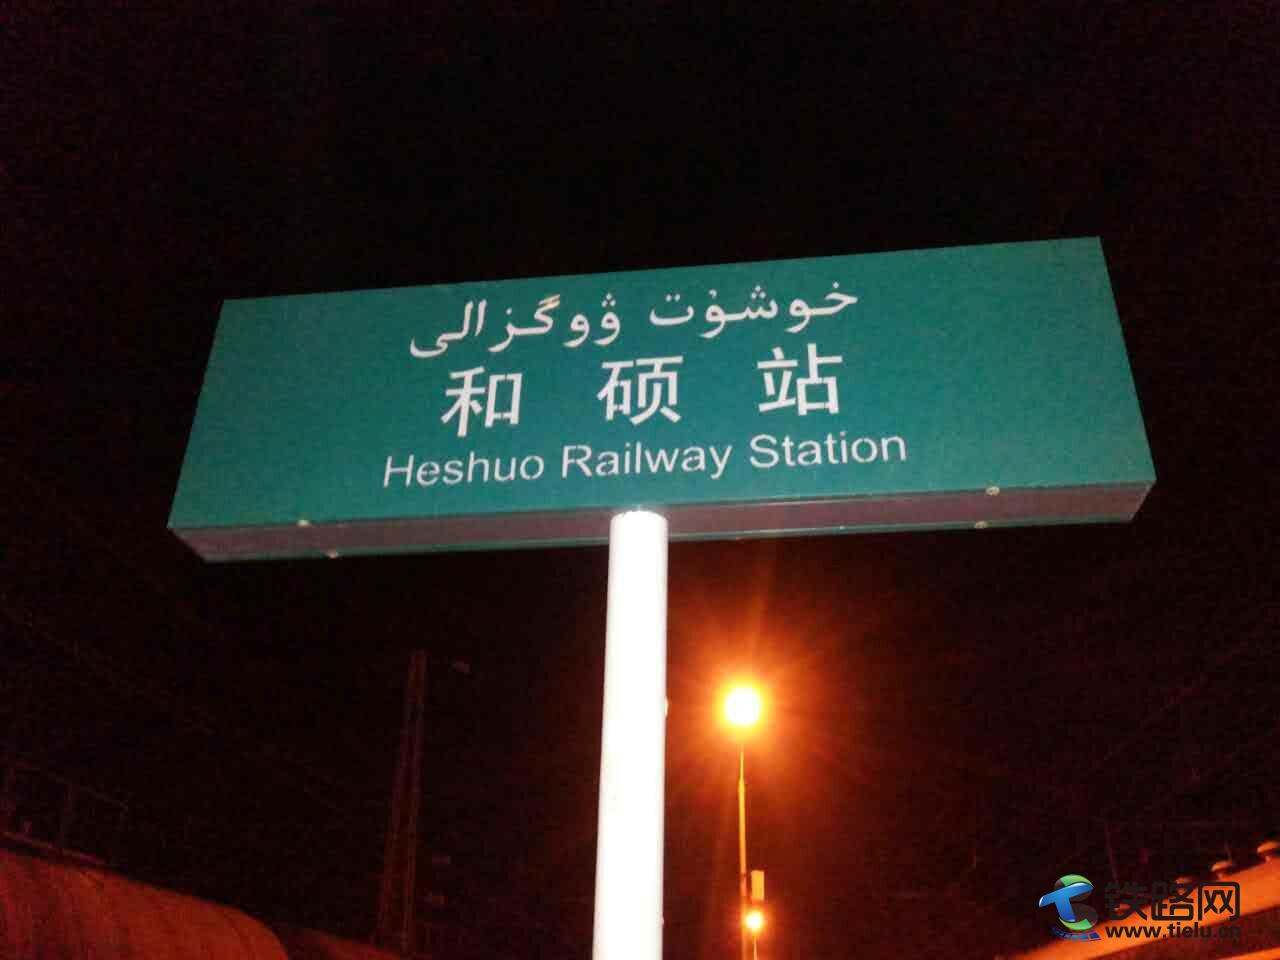 خوشۇت ۋوگزالى
和硕站
Heshuo Railway Station
铁路网
www.tielu.cn